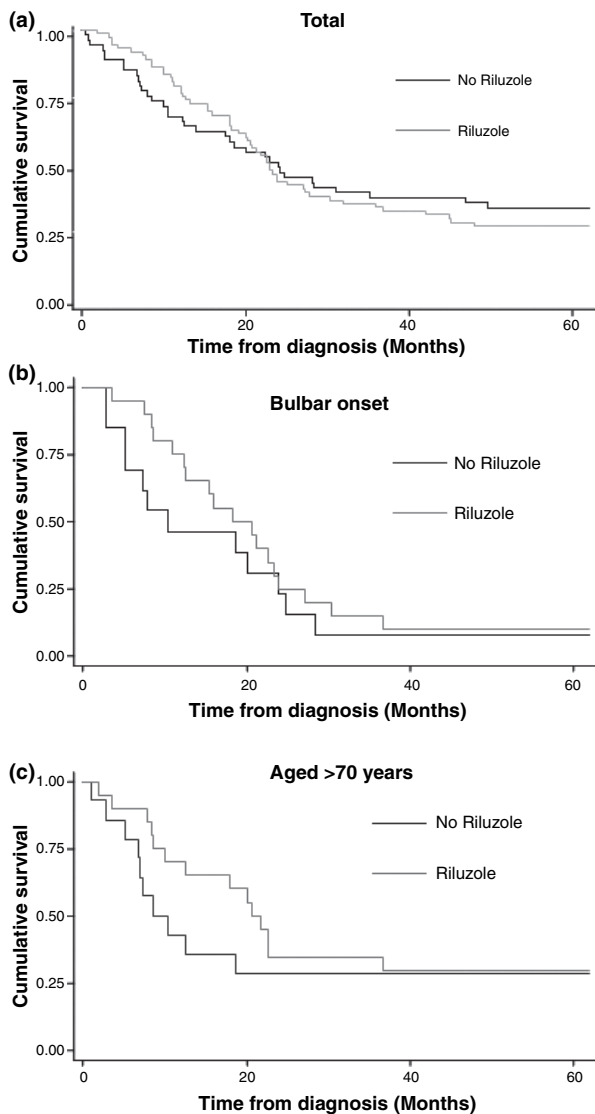 (a)
Total
1.00
0.75
0.50
0.25
0.00
Cumulative survival
No Riluzole
Riluzole
0
20
40
60
Time from diagnosis (Months)
(b)
Bulbar onset
1.00
0.75
0.50
0.25
0.00
Cumulative survival
No Riluzole
Riluzole
0
20
40
60
Time from diagnosis (Months)
(c)
Aged >70 years
1.00
0.75
0.50
0.25
0.00
Cumulative survival
No Riluzole
Riluzole
0
20
40
60
Time from diagnosis (Months)